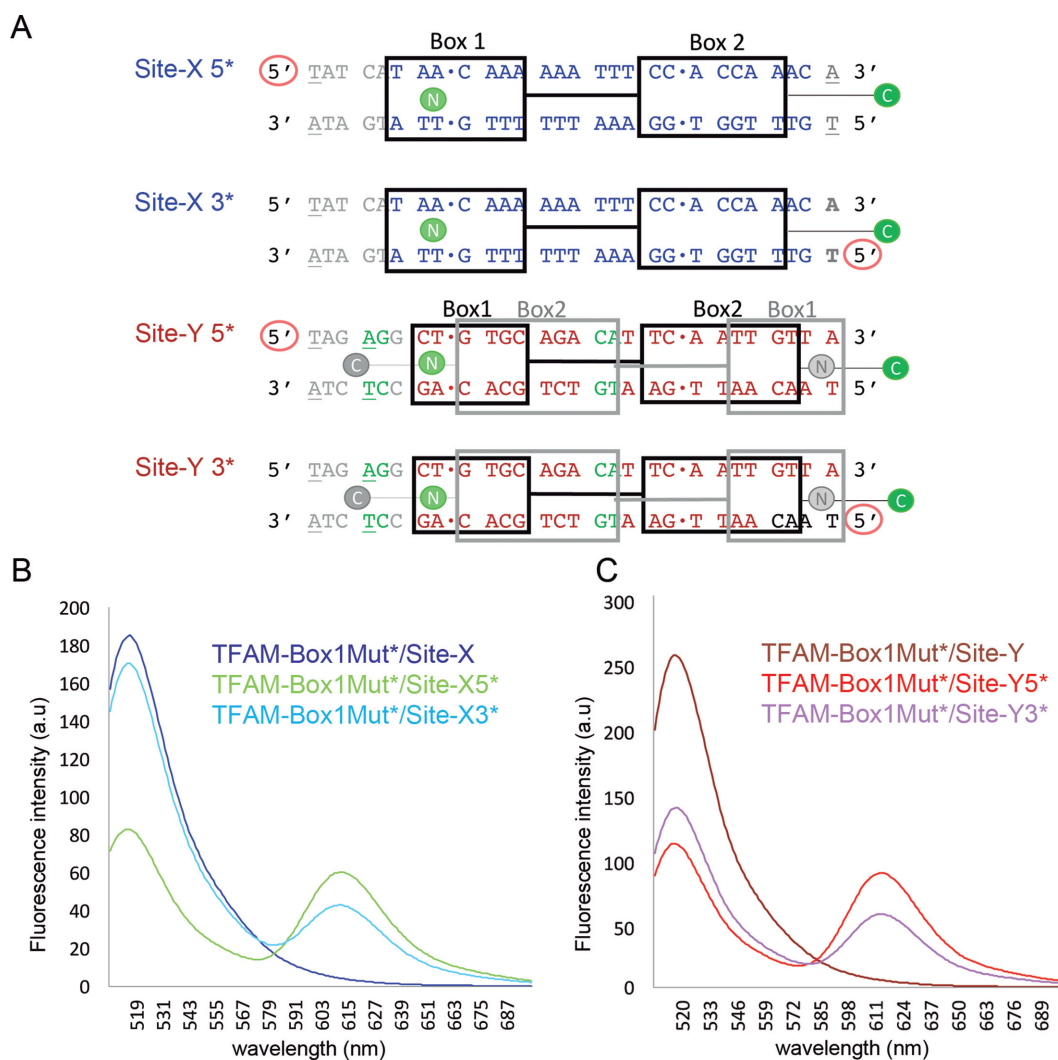 A
Box 1 Box 2
Site-X 5* 5′ TAT CATAA·C AAA AAA TTT CC·A CCA AAC A 3′
N C
3′ ATA GTATT·G TTT TTT AAA GG·T GGT TTG T 5′
Site-X 3* 5′ TAT CATAA·C AAA AAA TTT CC·A CCA AAC A 3′
N C
3′ ATA GTATT·G TTT TTT AAA GG·T GGT TTG T 5′
Box1 Box2 Box2 Box1
Site-Y 5* 5′ TAG AGG CT·G TGC AGA CAT TC·A ATT GTT A 3′
C N N C
3′ ATC TCC GA·C ACG TCT GTA AG·T TAA CAA T 5′
Site-Y 3* 5′ TAG AGG CT·G TGC AGA CAT TC·A ATT GTT A 3′
C N N C
3′ ATC TCC GA·C ACG TCT GTA AG·T TAA CAA T 5′
B
Fluorescence intensity (a.u)
200
180
160
140
120
100
80
60
40
20
0
TFAM-Box1Mut*/Site-X
TFAM-Box1Mut*/Site-X5*
TFAM-Box1Mut*/Site-X3*
519 531 543 555 567 579 591 603 615 627 639 651 663 675 687
wavelength (nm)
C
Fluorescence intensity (a.u)
300
250
200
150
100
50
0
TFAM-Box1Mut*/Site-Y
TFAM-Box1Mut*/Site-Y5*
TFAM-Box1Mut*/Site-Y3*
520 533 546 559 572 585 598 611 624 637 650 663 676 689
wavelength (nm)